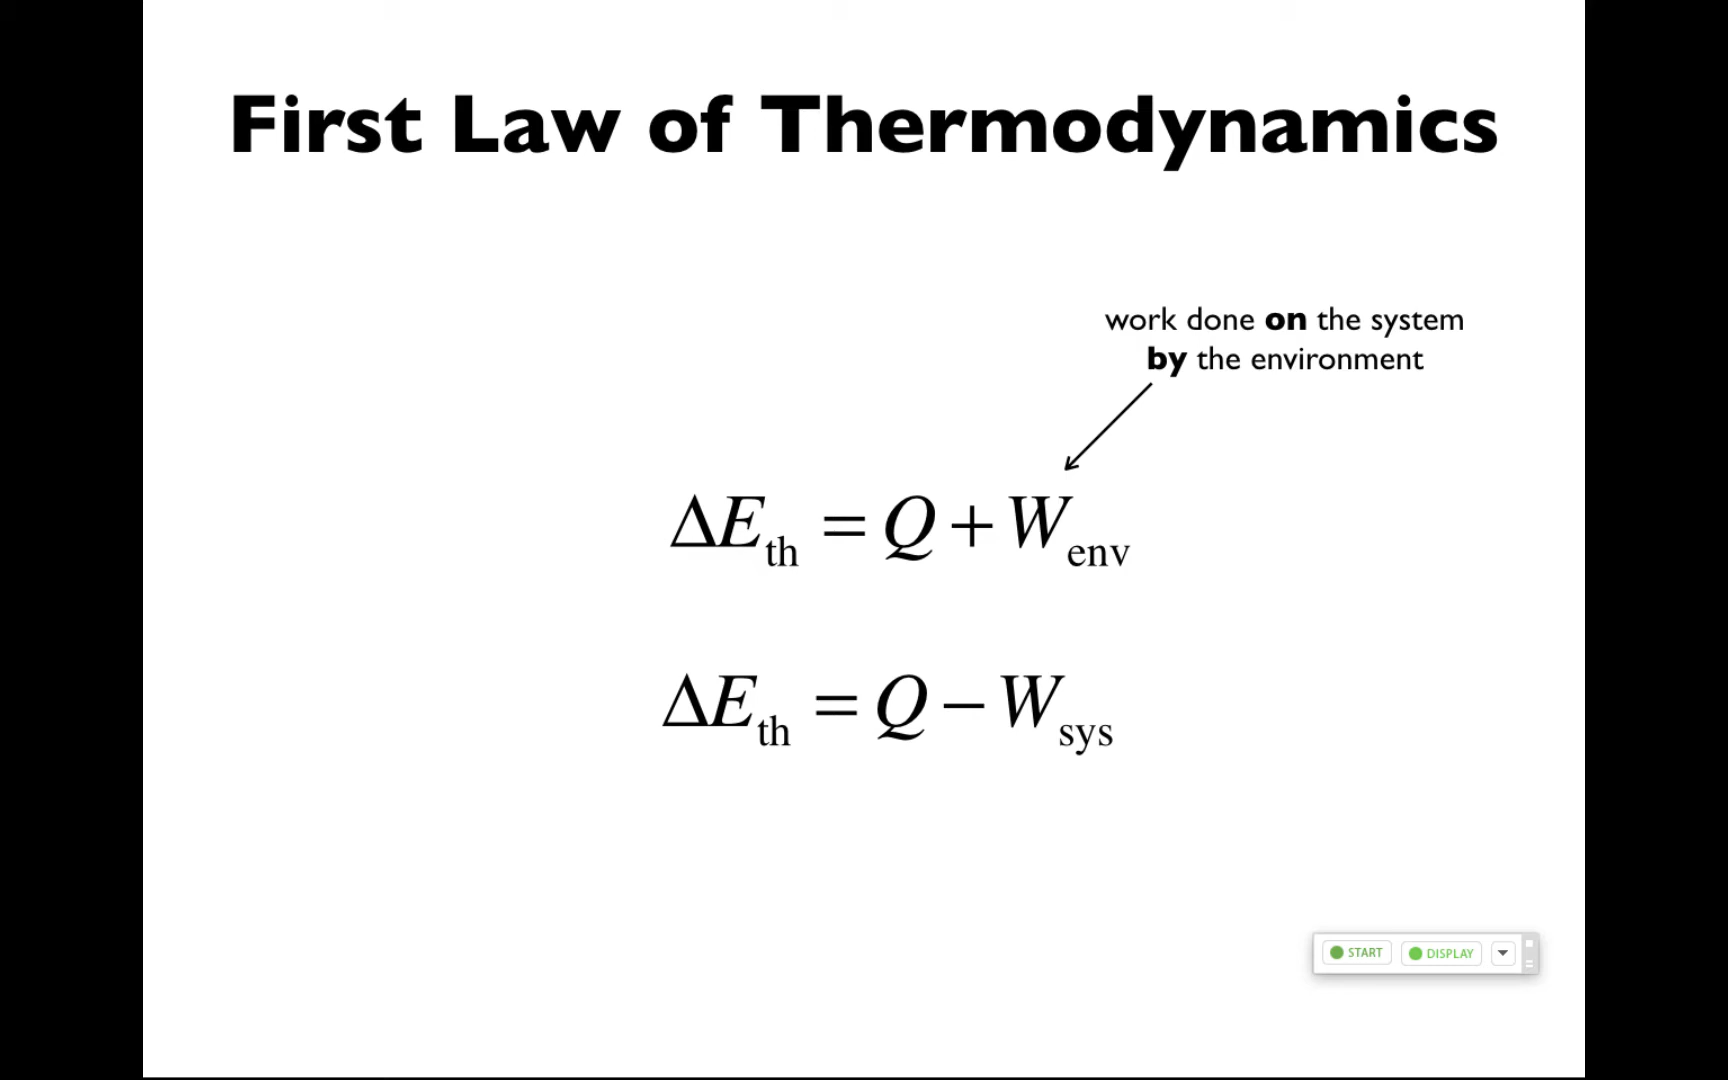 First Law of Thermodynamics
work done on the system
by the environment
ΔE_th = Q + W_env
ΔE_th = Q − W_sys
START DISPLAY